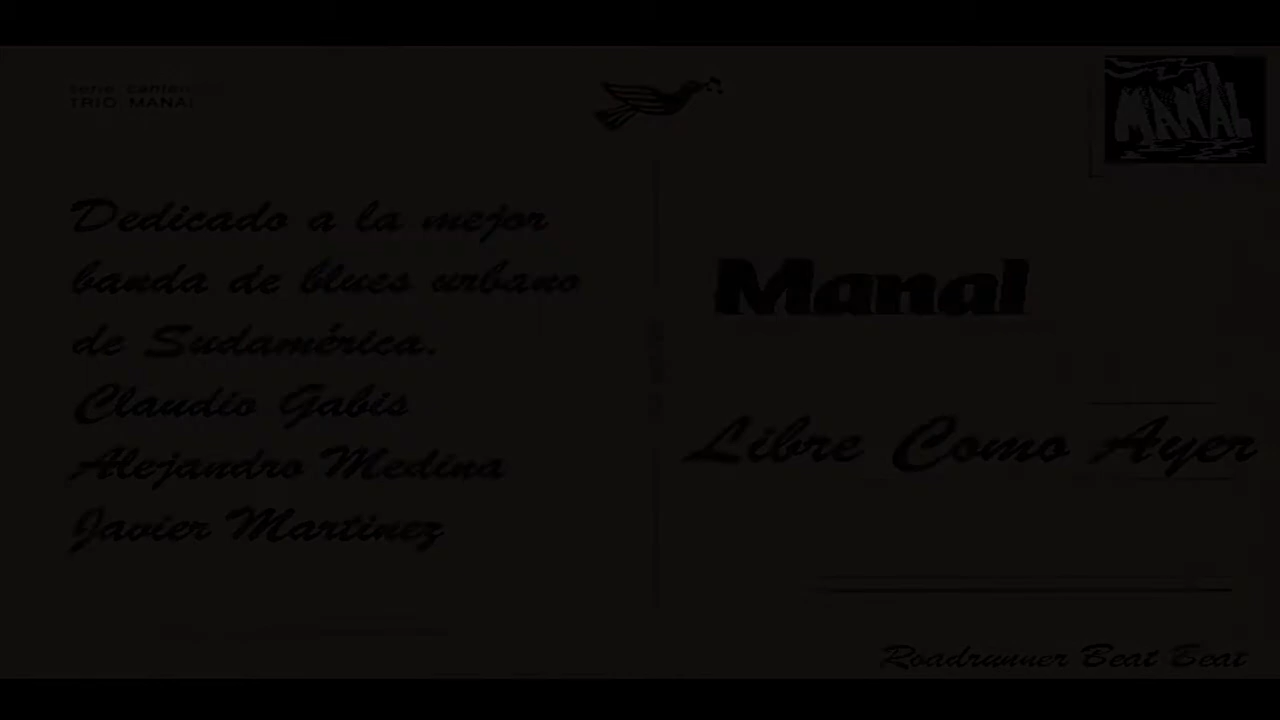 TRIO MANAL
MANAL
Dedicado a la mejor
banda de blues urbano
de Sudamérica.
Claudio Gabis
Alejandro Medina
Javier Martinez
Manal
Libre Como Ayer
Roadrunner Beat Beat